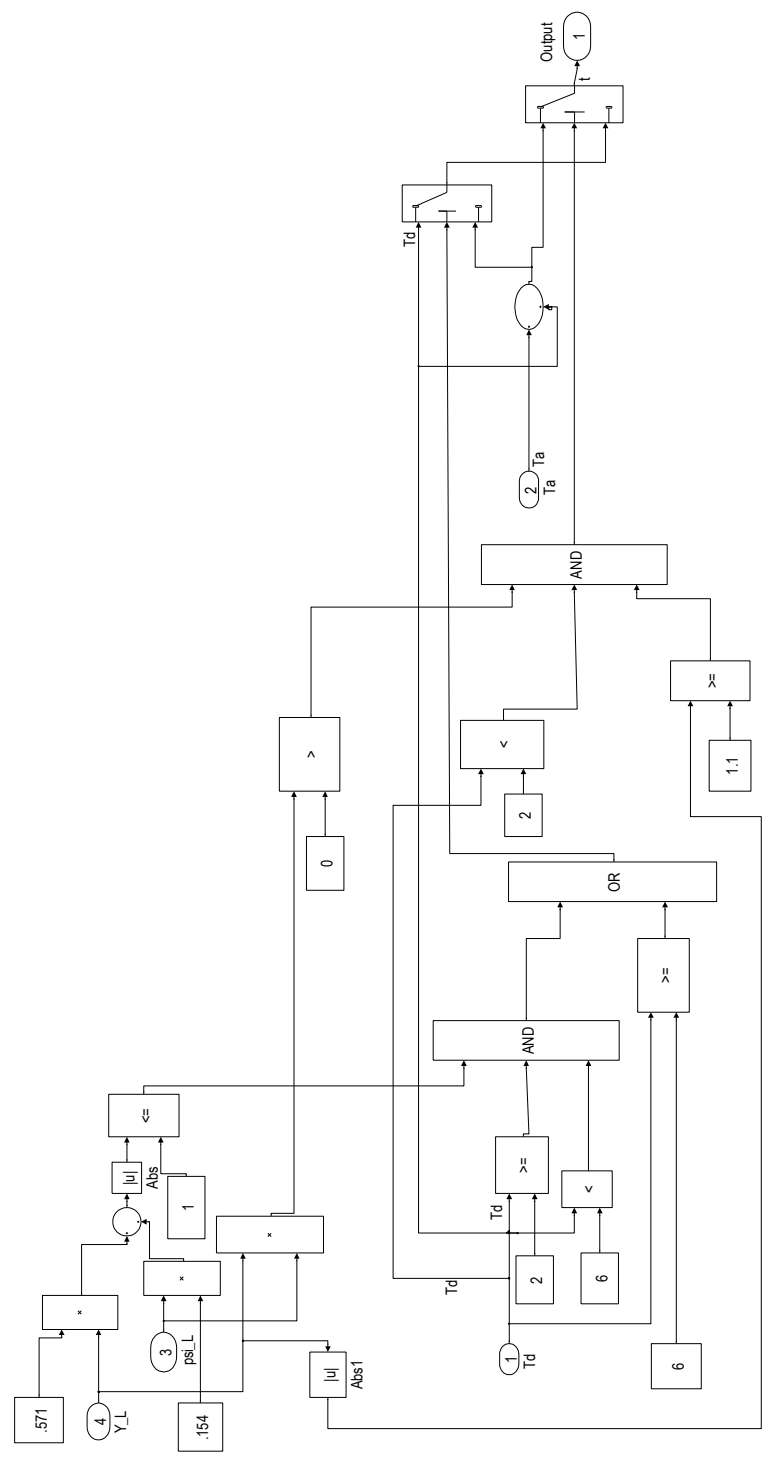 .571
×
4
Y_L
|u|
Abs
<=
3
psi_L
×
1
.154
×
>
0
|u|
Abs1
Td
Td
Td
1
Td
>=
2
AND
<
2
2
Ta
Ta
<
6
AND
Output
1
t
OR
>=
6
>=
1.1